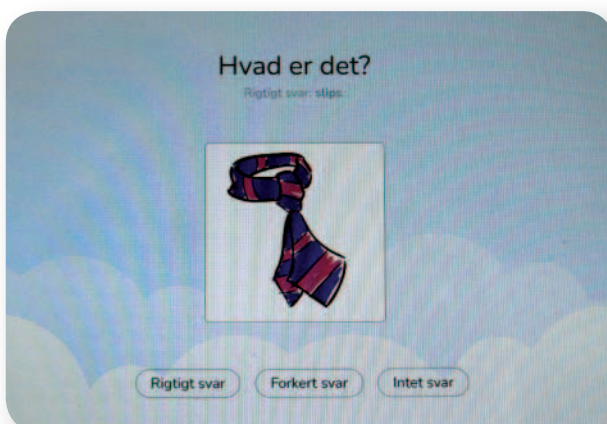 Hvad er det?
Rigtigt svar: slips
Rigtigt svar
Forkert svar
Intet svar